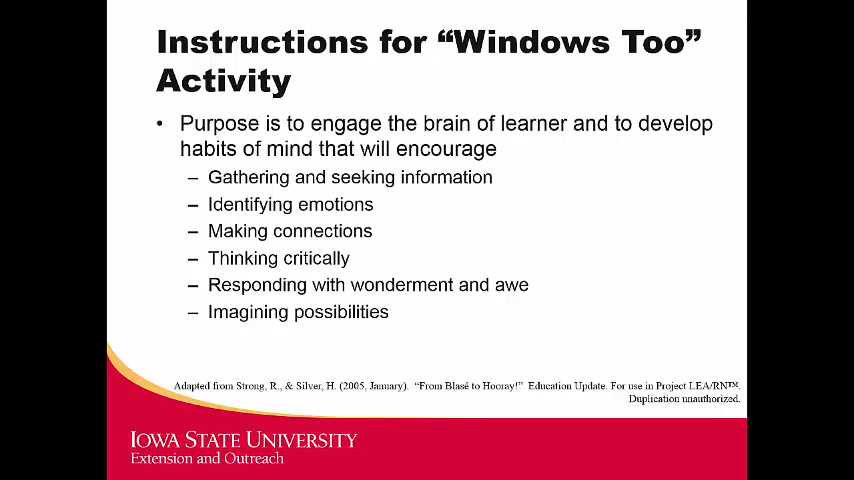 Instructions for “Windows Too”
Activity
• Purpose is to engage the brain of learner and to develop
habits of mind that will encourage
– Gathering and seeking information
– Identifying emotions
– Making connections
– Thinking critically
– Responding with wonderment and awe
– Imagining possibilities
Adapted from Strong, R., & Silver, H. (2005, January). “From Blasé to Hooray!” Education Update. For use in Project LEA/RN™.
Duplication unauthorized.
IOWA STATE UNIVERSITY
Extension and Outreach